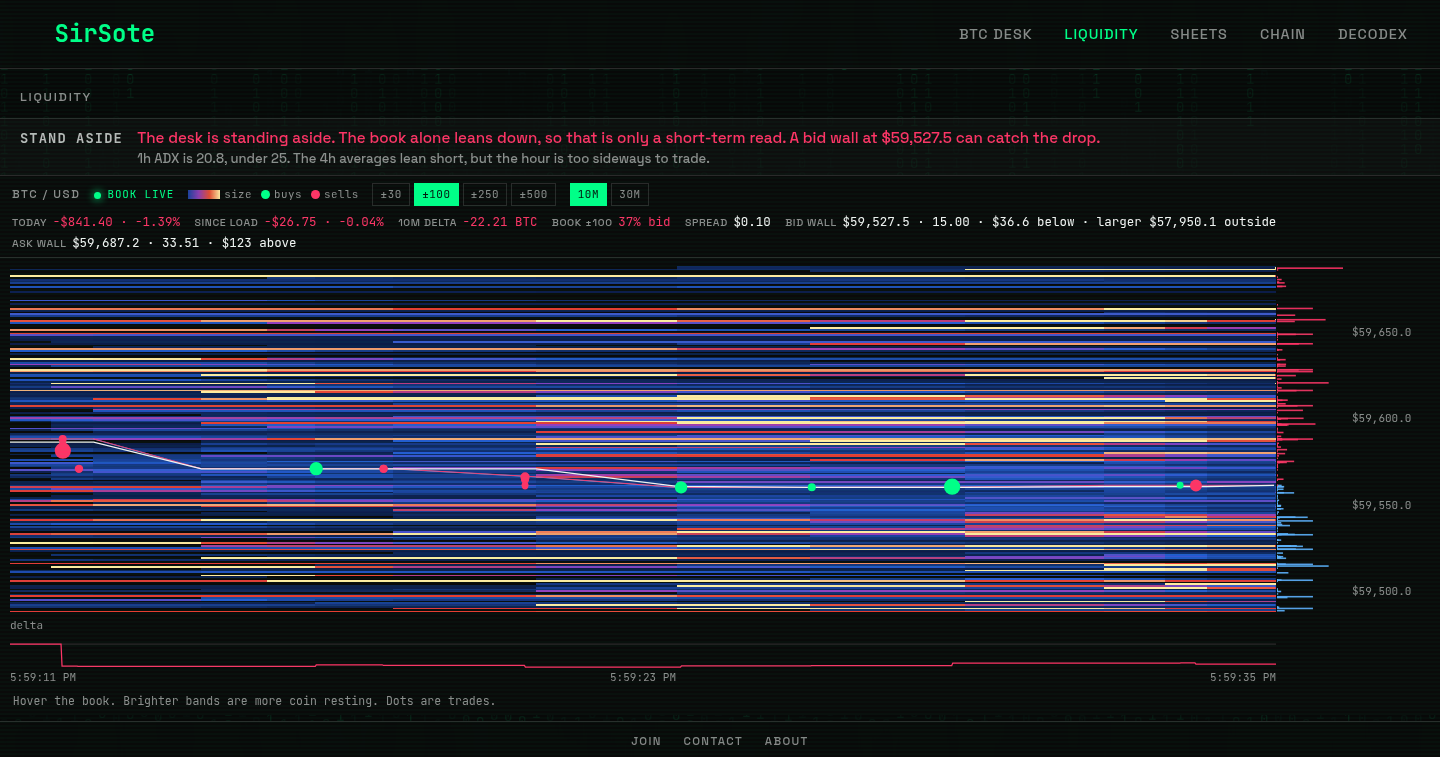 SirSote
BTC DESK LIQUIDITY SHEETS CHAIN DECODEX
LIQUIDITY
STAND ASIDE The desk is standing aside. The book alone leans down, so that is only a short-term read. A bid wall at $59,527.5 can catch the drop.
1h ADX is 20.8, under 25. The 4h averages lean short, but the hour is too sideways to trade.
BTC / USD BOOK LIVE size buys sells ±30 ±100 ±250 ±500 10M 30M
TODAY -$841.40 · -1.39% SINCE LOAD -$26.75 · -0.04% 10M DELTA -22.21 BTC BOOK ±100 37% bid SPREAD $0.10 BID WALL $59,527.5 · 15.00 · $36.6 below · larger $57,950.1 outside
ASK WALL $59,687.2 · 33.51 · $123 above
$59,650.0
$59,600.0
$59,550.0
$59,500.0
delta
5:59:11 PM 5:59:23 PM 5:59:35 PM
Hover the book. Brighter bands are more coin resting. Dots are trades.
JOIN CONTACT ABOUT